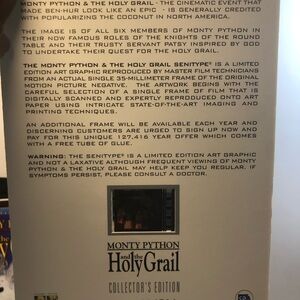 MONTY PYTHON & THE HOLY GRAIL - THE CINEMATIC EVENT THAT
MADE BEN-HUR LOOK LIKE AN EPIC - IS GENERALLY CREDITED
WITH POPULARIZING THE COCONUT IN NORTH AMERICA.
THE IMAGE IS OF ALL SIX MEMBERS OF MONTY PYTHON IN
THEIR NOW FAMOUS ROLES OF THE KNIGHTS OF THE ROUND
TABLE AND THEIR TRUSTY SERVANT PATSY INSPIRED BY GOD
TO UNDERTAKE THEIR QUEST FOR THE HOLY GRAIL.
THE MONTY PYTHON & THE HOLY GRAIL SENITYPE® IS A LIMITED
EDITION ART GRAPHIC REPRODUCED BY MASTER FILM TECHNICIANS
FROM AN ACTUAL SINGLE 35-MILLIMETER FRAME OF THE ORIGINAL
MOTION PICTURE NEGATIVE. THE ARTWORK BEGINS WITH THE
CAREFUL SELECTION OF A SINGLE FRAME OF FILM THAT IS
DIGITALLY SCANNED AND EXPERTLY REPRODUCED ONTO ART
PAPER USING INTRICATE STATE-OF-THE-ART IMAGING AND
PRINTING TECHNIQUES.
AN ADDITIONAL FRAME WILL BE AVAILABLE EACH YEAR AND
DISCERNING CUSTOMERS ARE URGED TO SIGN UP NOW AND
PAY FOR THIS UNIQUE 127,416 YEAR OFFER WHICH COMES
WITH A FREE TUBE OF GLUE.
WARNING: THE SENITYPE® IS A LIMITED EDITION ART GRAPHIC
AND NOT A LAXATIVE ALTHOUGH FREQUENT VIEWING OF MONTY
PYTHON & THE HOLY GRAIL MAY HELP KEEP YOU REGULAR. IF
SYMPTOMS PERSIST, PLEASE CONSULT A DOCTOR.
MONTY PYTHON
and the
Holy Grail
COLLECTOR'S EDITION